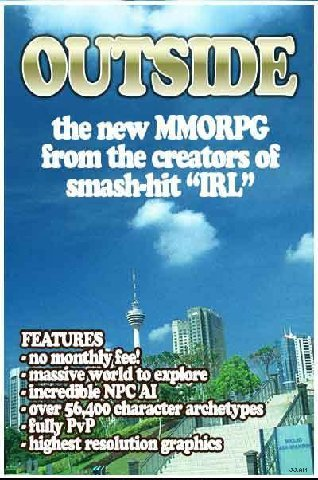 OUTSIDE
the new MMORPG
from the creators of
smash-hit “IRL”
FEATURES
- no monthly fee!
- massive world to explore
- incredible NPC AI
- over 56,400 character archetypes
- fully PvP
- highest resolution graphics